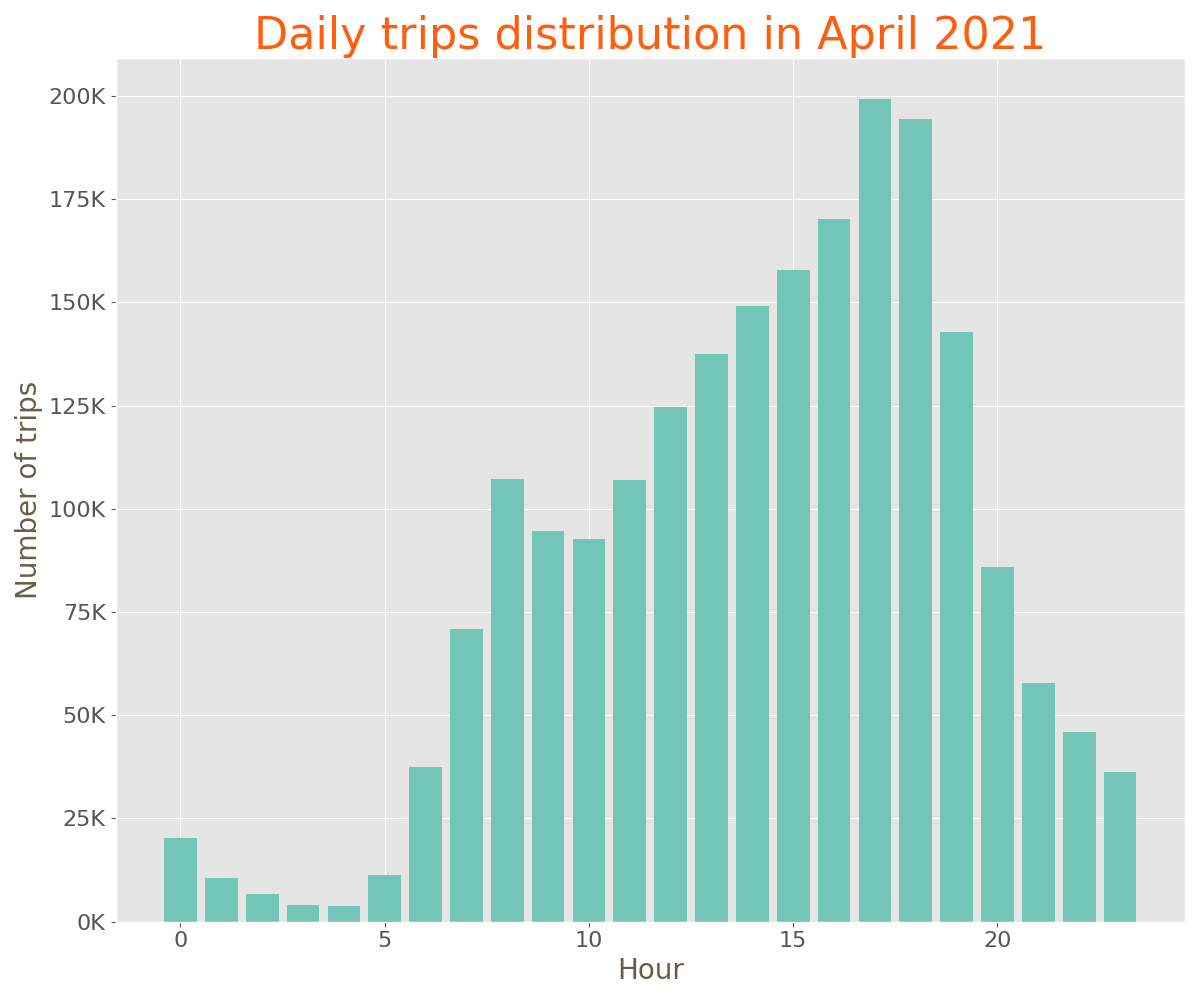 Daily trips distribution in April 2021
200K
175K
150K
125K
100K
75K
50K
25K
0K
Number of trips
0 5 10 15 20
Hour